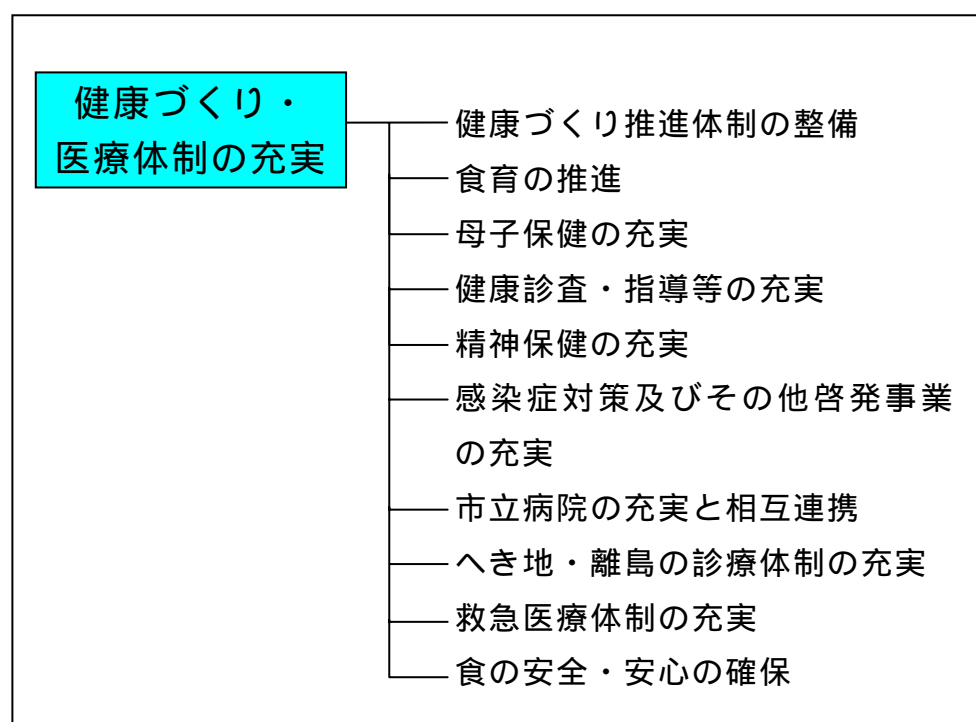 健康づくり・
医療体制の充実
健康づくり推進体制の整備
食育の推進
母子保健の充実
健康診査・指導等の充実
精神保健の充実
感染症対策及びその他啓発事業
の充実
市立病院の充実と相互連携
へき地・離島の診療体制の充実
救急医療体制の充実
食の安全・安心の確保